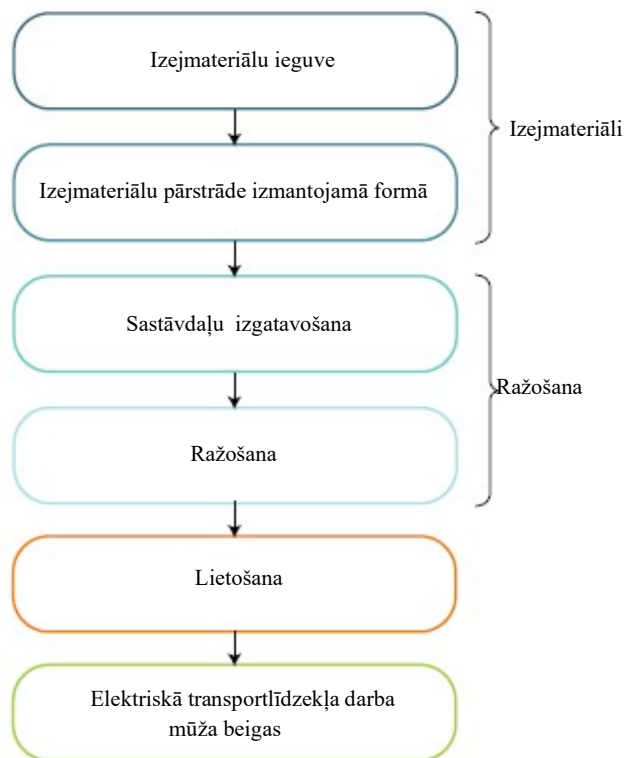 Izejmateriālu ieguve
Izejmateriāli
Izejmateriālu pārstrāde izmantojamā formā
Sastāvdaļu izgatavošana
Ražošana
Ražošana
Lietošana
Elektriskā transportlīdzekļa darba
mūža beigas